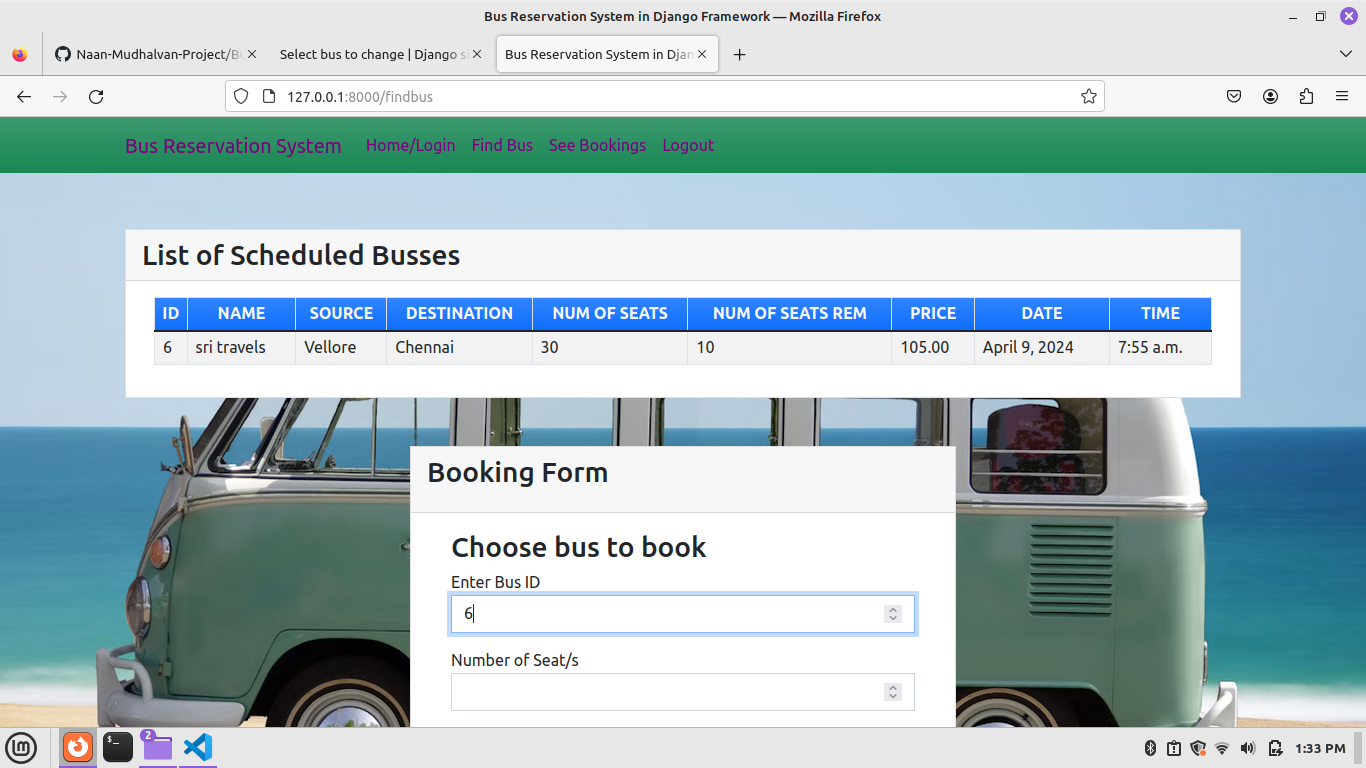 Bus Reservation System in Django Framework — Mozilla Firefox
Naan-Mudhalvan-Project/Bu
Select bus to change | Django si
Bus Reservation System in Djan
127.0.0.1:8000/findbus
Bus Reservation System Home/Login Find Bus See Bookings Logout
List of Scheduled Busses
ID NAME SOURCE DESTINATION NUM OF SEATS NUM OF SEATS REM PRICE DATE TIME
6 sri travels Vellore Chennai 30 10 105.00 April 9, 2024 7:55 a.m.
Booking Form
Choose bus to book
Enter Bus ID
6
Number of Seat/s
$_
2
1:33 PM